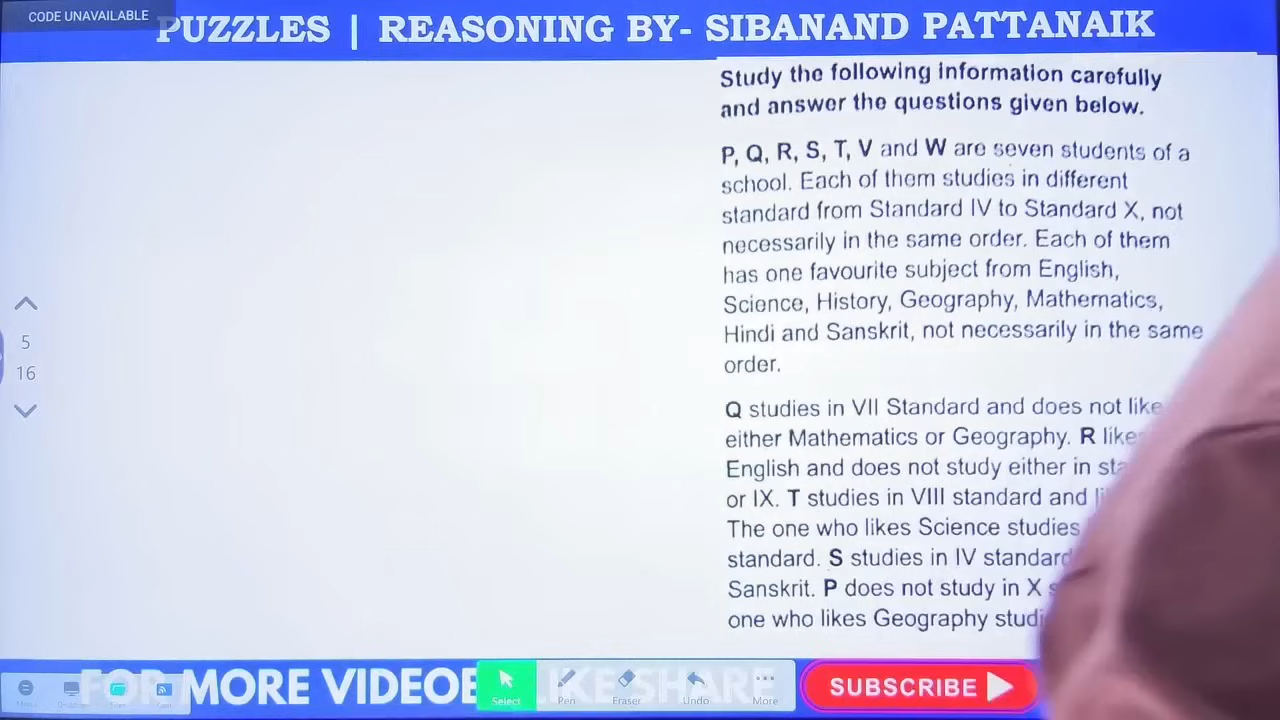 CODE UNAVAILABLE
PUZZLES | REASONING BY- SIBANAND PATTANAIK
Study the following information carefully
and answer the questions given below.
P, Q, R, S, T, V and W are seven students of a
school. Each of them studies in different
standard from Standard IV to Standard X, not
necessarily in the same order. Each of them
has one favourite subject from English,
Science, History, Geography, Mathematics,
Hindi and Sanskrit, not necessarily in the same
order.
Q studies in VII Standard and does not like
either Mathematics or Geography. R like
English and does not study either in
or IX. T studies in VIII standard and
The one who likes Science studies
standard. S studies in IV standard
Sanskrit. P does not study in X
one who likes Geography
5
16
FOR MORE VIDEO LIKE SHAR
Select
Pen
Eraser
Undo
More
SUBSCRIBE